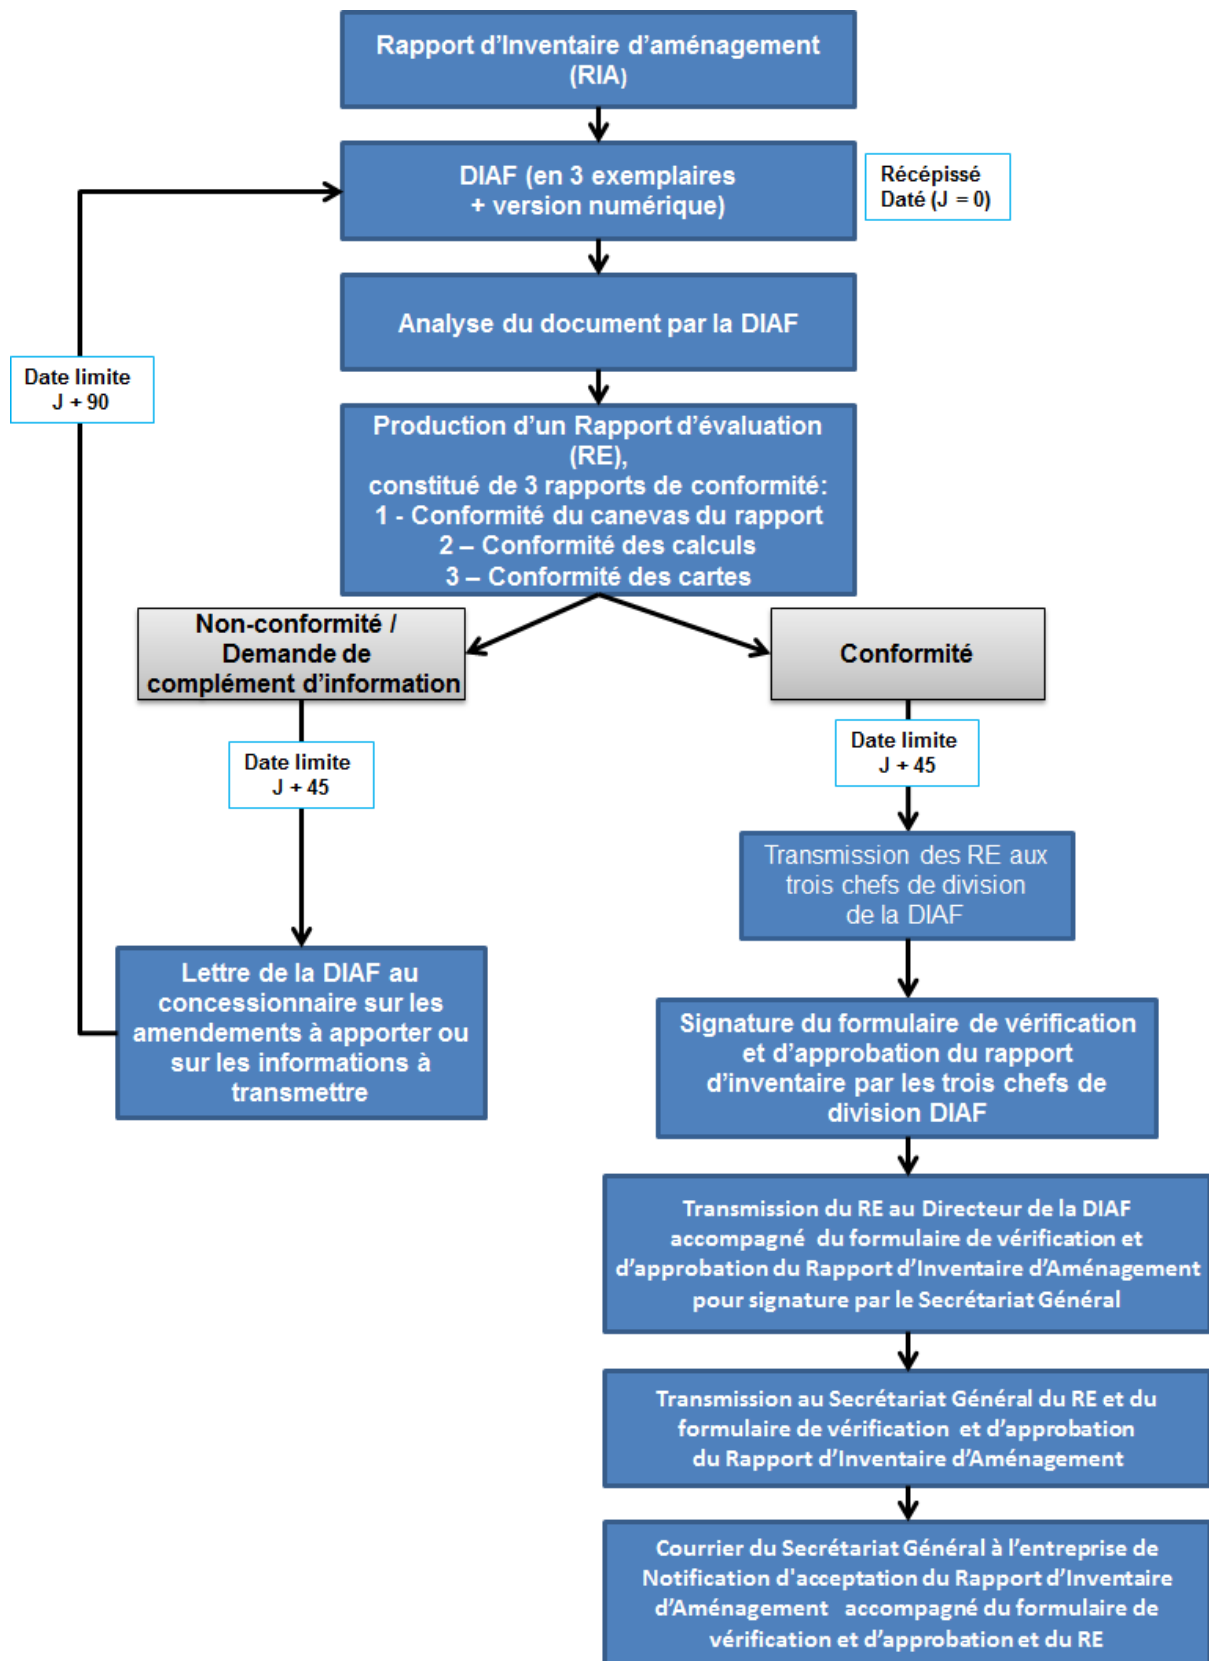 Rapport d’Inventaire d’aménagement
(RIA)
DIAF (en 3 exemplaires
+ version numérique)
Récépissé
Daté (J = 0)
Analyse du document par la DIAF
Date limite
J + 90
Production d’un Rapport d’évaluation
(RE),
constitué de 3 rapports de conformité:
1 - Conformité du canevas du rapport
2 – Conformité des calculs
3 – Conformité des cartes
Non-conformité /
Demande de
complément d’information
Conformité
Date limite
J + 45
Date limite
J + 45
Transmission des RE aux
trois chefs de division
de la DIAF
Lettre de la DIAF au
concessionnaire sur les
amendements à apporter ou
sur les informations à
transmettre
Signature du formulaire de vérification
et d’approbation du rapport
d’inventaire par les trois chefs de
division DIAF
Transmission du RE au Directeur de la DIAF
accompagné du formulaire de vérification et
d’approbation du Rapport d’Inventaire d’Aménagement
pour signature par le Secrétariat Général
Transmission au Secrétariat Général du RE et du
formulaire de vérification et d’approbation
du Rapport d’Inventaire d’Aménagement
Courrier du Secrétariat Général à l’entreprise de
Notification d'acceptation du Rapport d’Inventaire
d’Aménagement accompagné du formulaire de
vérification et d’approbation et du RE